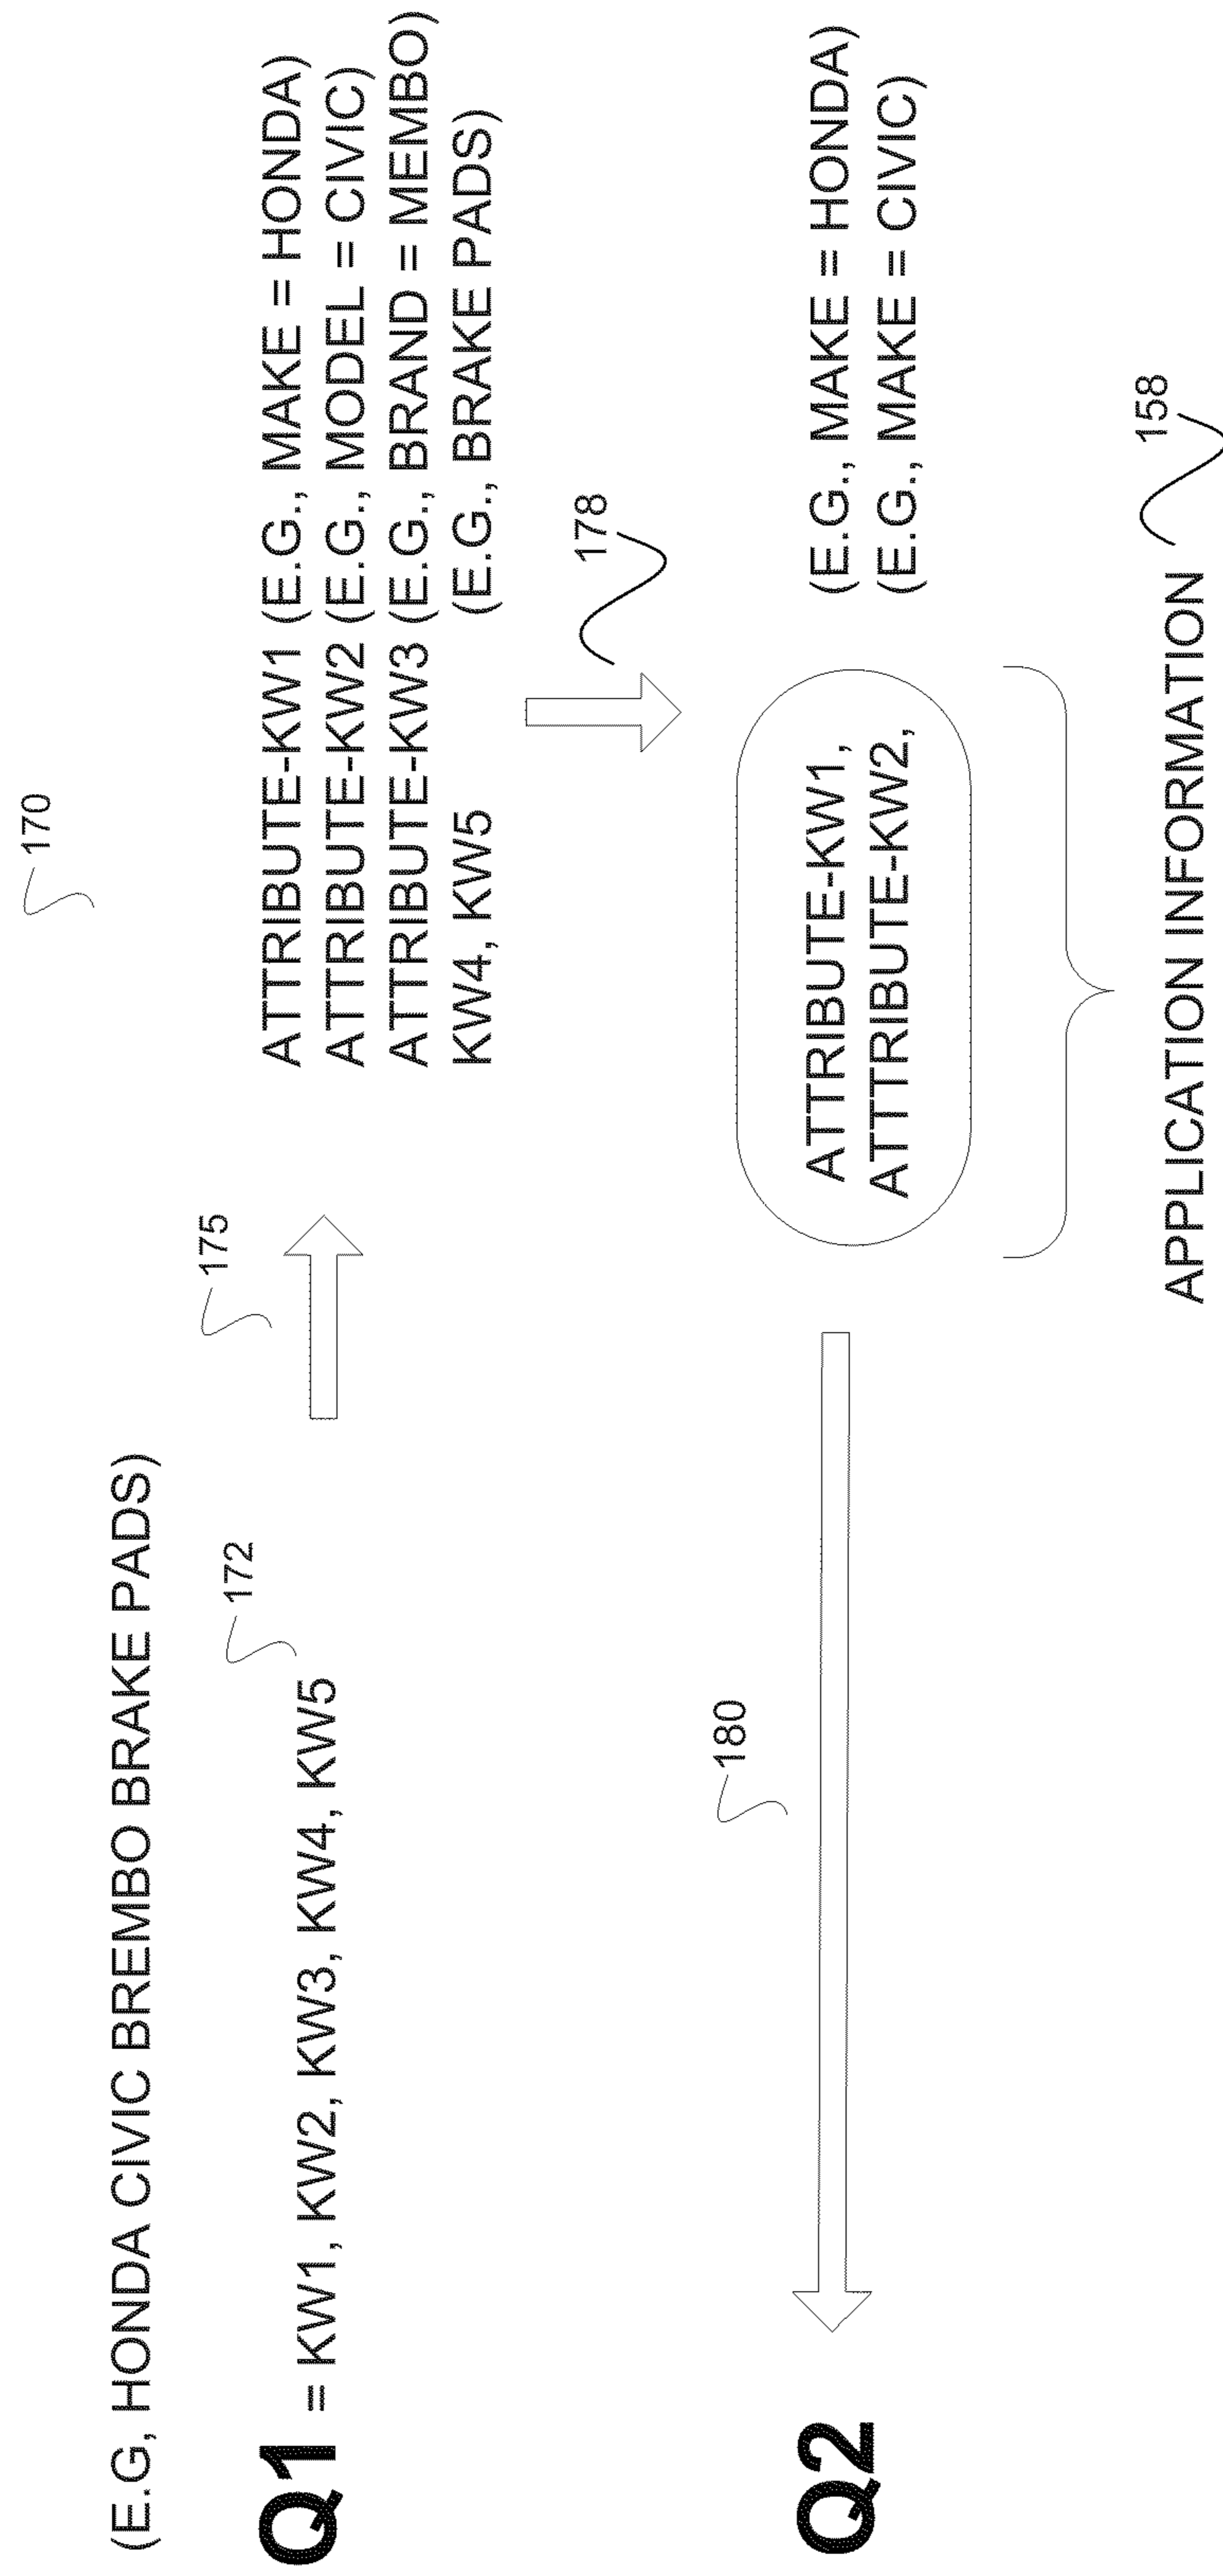 170
(E.G, HONDA CIVIC BREMBO BRAKE PADS)
172
175
Q1 = KW1, KW2, KW3, KW4, KW5
ATTRIBUTE-KW1 (E.G., MAKE = HONDA)
ATTRIBUTE-KW2 (E.G., MODEL = CIVIC)
ATTRIBUTE-KW3 (E.G., BRAND = MEMBO)
KW4, KW5 (E.G., BRAKE PADS)
178
180
Q2
ATTRIBUTE-KW1, (E.G., MAKE = HONDA)
ATTTRIBUTE-KW2, (E.G., MAKE = CIVIC)
158
APPLICATION INFORMATION